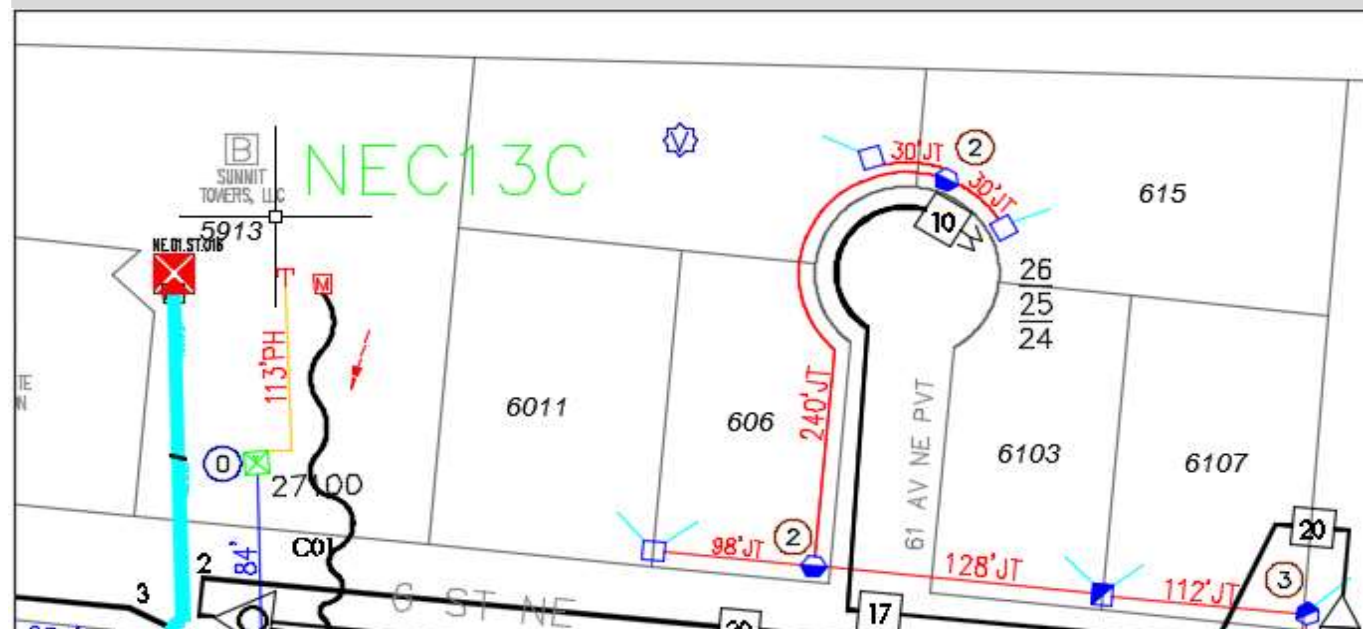 B
SUNNIT
TOWERS, LLC
5913
NEC13C
V
30'JT
2
30'JT
615
10
NE.01.ST.016
T
M
26
25
24
113'PH
6011
606
240'JT
61 AV NE PVT
6103
6107
0
27100
98'JT
2
128'JT
112'JT
3
20
84'
C01
2
3
6 ST NE
17